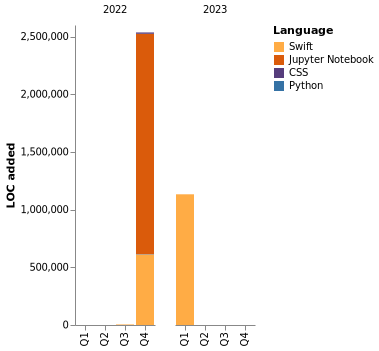 2022 2023
Language
Swift
Jupyter Notebook
CSS
Python
LOC added
2,500,000
2,000,000
1,500,000
1,000,000
500,000
0
Q1 Q2 Q3 Q4 Q1 Q2 Q3 Q4